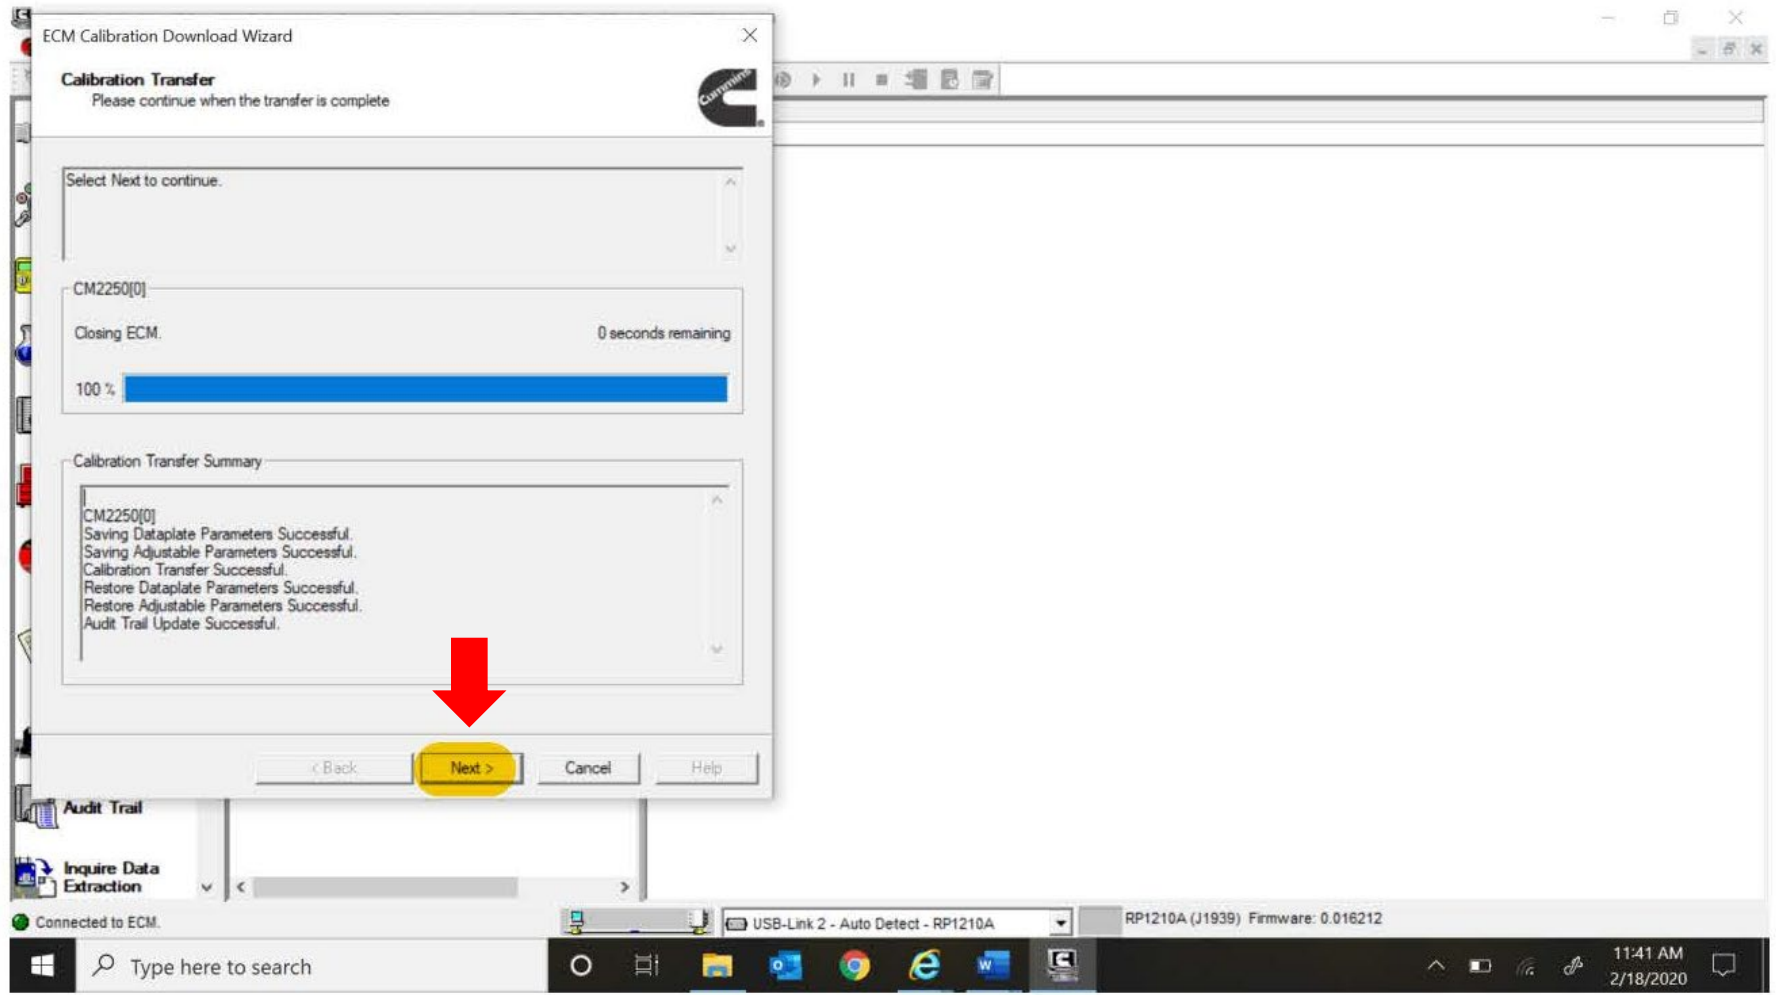 ECM Calibration Download Wizard
Calibration Transfer
Please continue when the transfer is complete
Cummins
Select Next to continue.
CM2250[0]
Closing ECM.
0 seconds remaining
100 %
Calibration Transfer Summary
CM2250[0]
Saving Dataplate Parameters Successful.
Saving Adjustable Parameters Successful.
Calibration Transfer Successful.
Restore Dataplate Parameters Successful.
Restore Adjustable Parameters Successful.
Audit Trail Update Successful.
< Back
Next >
Cancel
Help
Audit Trail
Inquire Data
Extraction
Connected to ECM.
USB-Link 2 - Auto Detect - RP1210A
RP1210A (J1939) Firmware: 0.016212
Type here to search
11:41 AM
2/18/2020